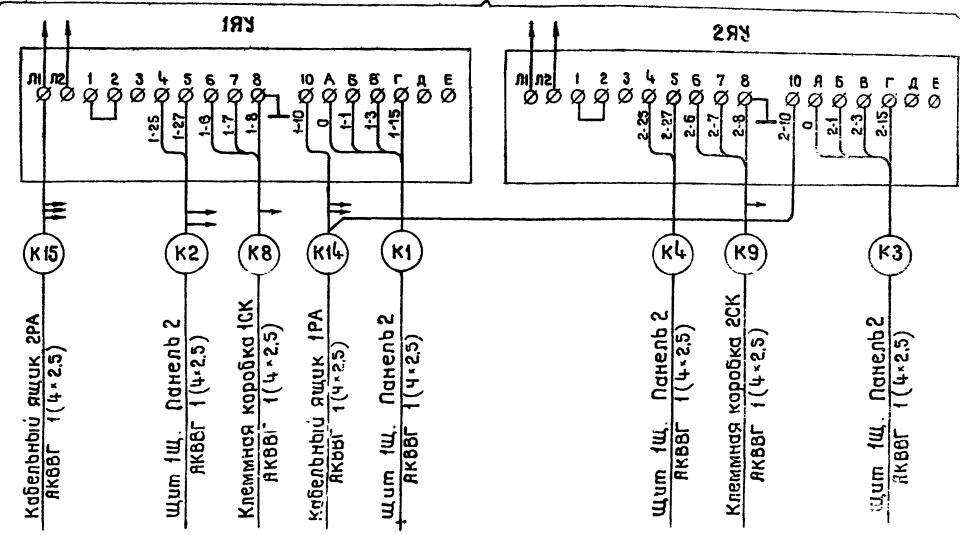 1ЯУ
Л1 Л2 1 2 3 4 5 6 7 8 10 А Б В Г Д Е
1-25 1-27 1-6 1-7 1-8 1-10 0 1-1 1-3 1-15
К15 К2 К8 К14 К1
Кабельный ящик 2РА
АКВВГ 1(4×2,5)
Щит 1Щ. Панель 2
АКВВГ 1(4×2,5)
Клеммная коробка 1СК
АКВВГ 1(4×2,5)
Кабельный ящик 1РА
АКВВГ 1(4×2,5)
Щит 1Щ. Панель 2
АКВВГ 1(4×2,5)
2ЯУ
Л1 Л2 1 2 3 4 5 6 7 8 10 А Б В Г Д Е
2-25 2-27 2-6 2-7 2-8 2-10 0 2-1 2-3 2-15
К4 К9 К3
Щит 1Щ. Панель 2
АКВВГ 1(4×2,5)
Клеммная коробка 2СК
АКВВГ 1(4×2,5)
Щит 1Щ. Панель 2
АКВВГ 1(4×2,5)